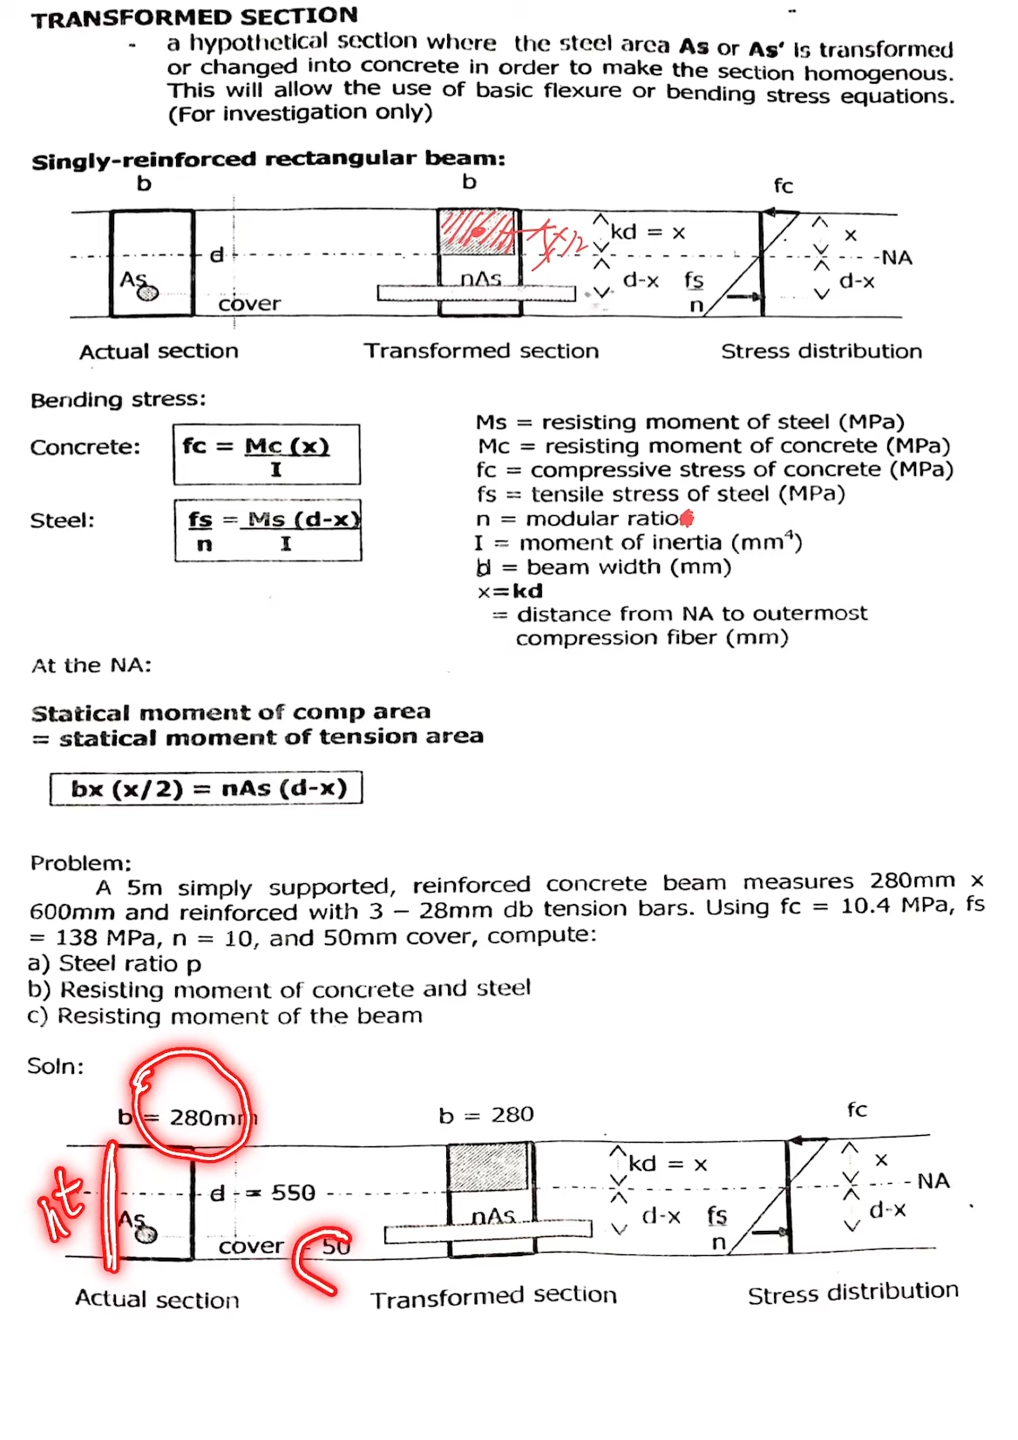 TRANSFORMED SECTION
- a hypothetical section where the steel area As or As' is transformed
or changed into concrete in order to make the section homogenous.
This will allow the use of basic flexure or bending stress equations.
(For investigation only)
Singly-reinforced rectangular beam:
b b fc
x/2 kd = x x
d -NA
As nAs d-x fs d-x
cover n
Actual section Transformed section Stress distribution
Bending stress:
Concrete: fc = Mc (x)
I
Steel: fs = Ms (d-x)
n I
Ms = resisting moment of steel (MPa)
Mc = resisting moment of concrete (MPa)
fc = compressive stress of concrete (MPa)
fs = tensile stress of steel (MPa)
n = modular ratio
I = moment of inertia (mm⁴)
b = beam width (mm)
x=kd
= distance from NA to outermost
compression fiber (mm)
At the NA:
Statical moment of comp area
= statical moment of tension area
bx (x/2) = nAs (d-x)
Problem:
A 5m simply supported, reinforced concrete beam measures 280mm x
600mm and reinforced with 3 – 28mm db tension bars. Using fc = 10.4 MPa, fs
= 138 MPa, n = 10, and 50mm cover, compute:
a) Steel ratio p
b) Resisting moment of concrete and steel
c) Resisting moment of the beam
Soln:
b = 280mm b = 280 fc
kd = x x
ht d = 550 - NA
As nAs d-x fs d-x
cover = 50 n
Actual section Transformed section Stress distribution